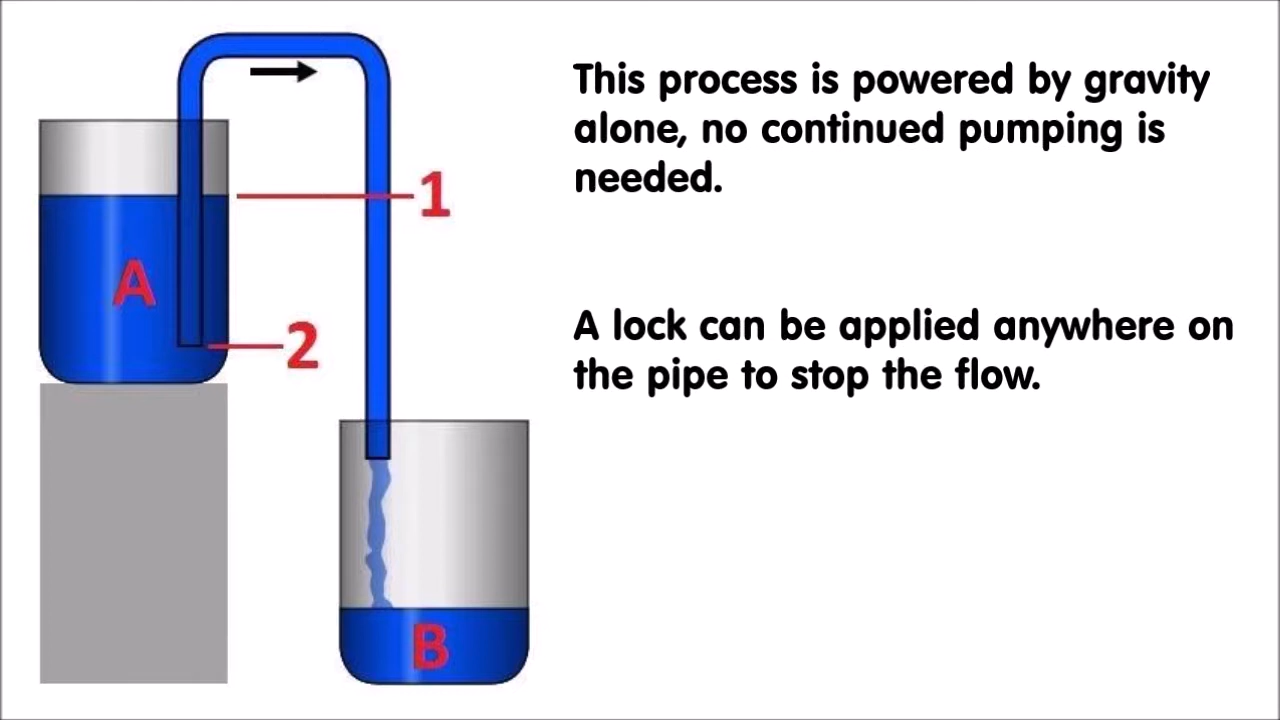 This process is powered by gravity
alone, no continued pumping is
needed.
A lock can be applied anywhere on
the pipe to stop the flow.
1
A
2
B